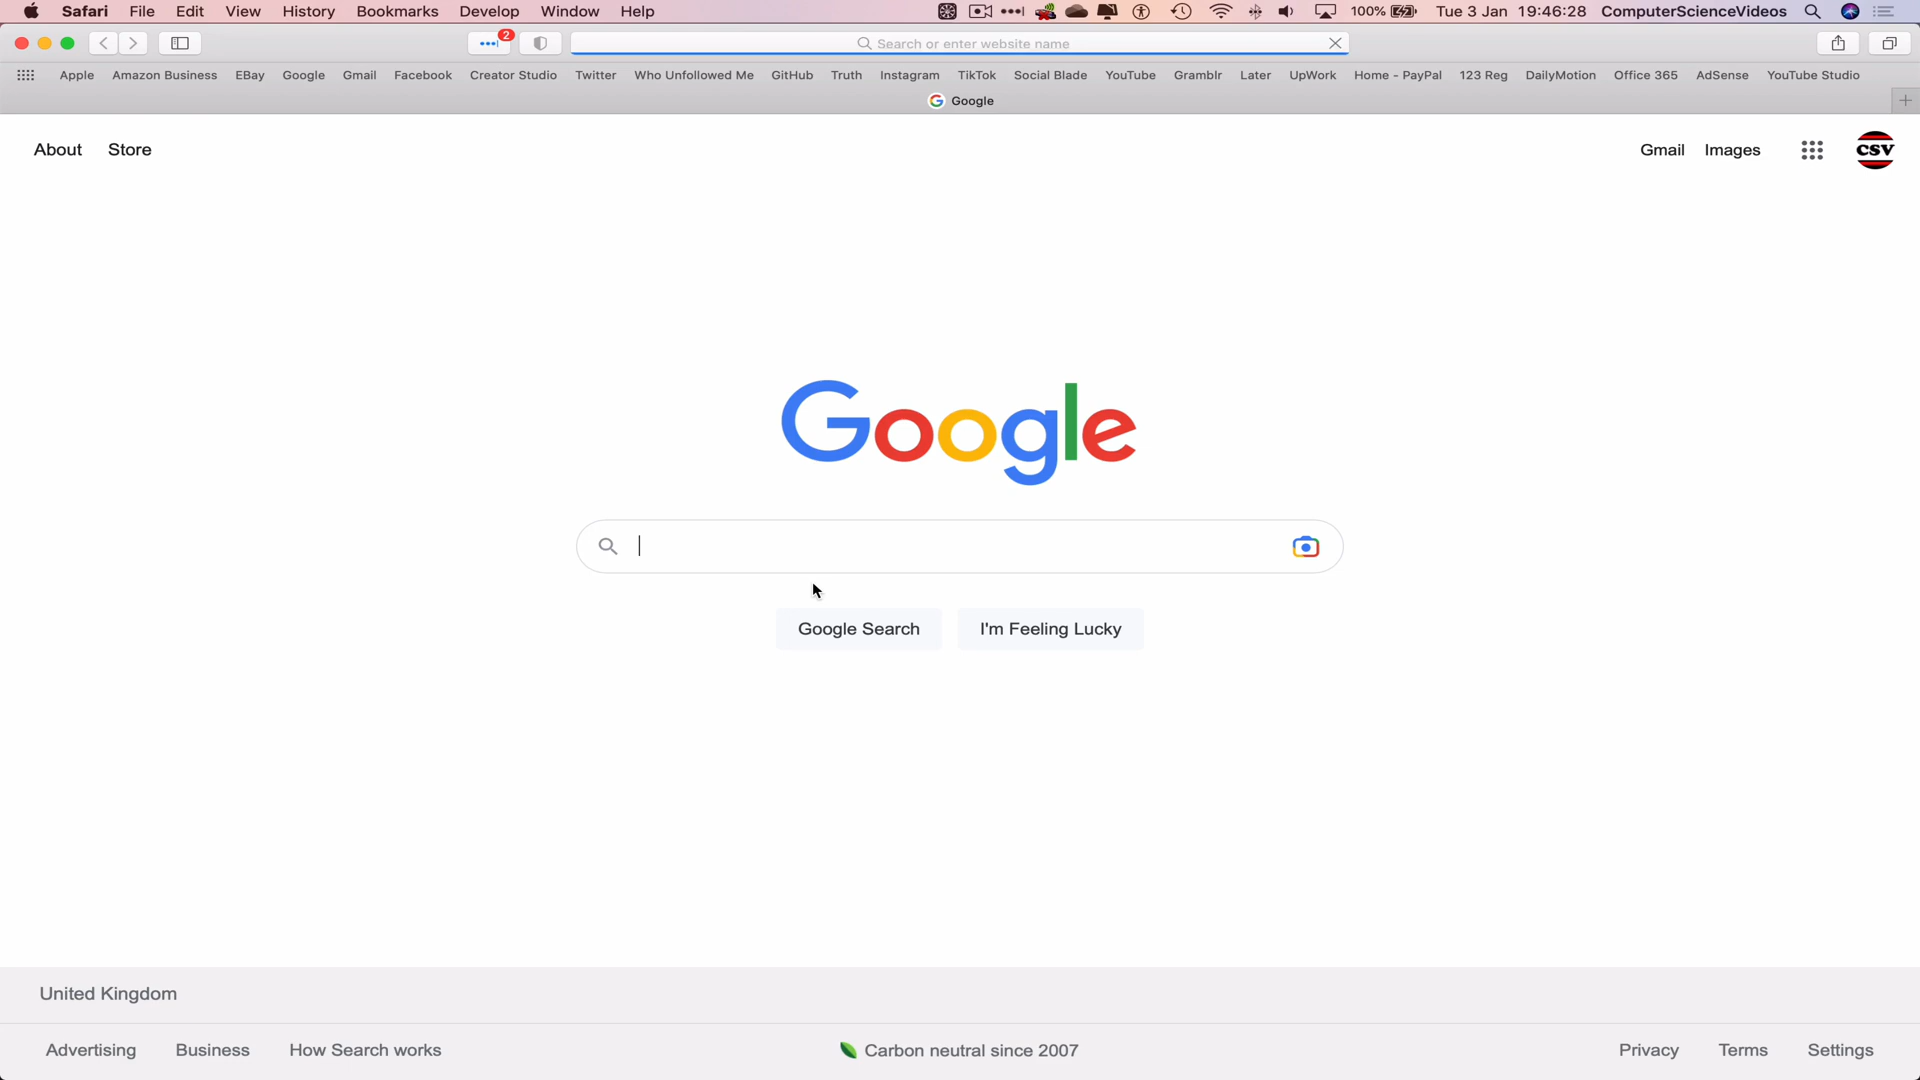 Safari File Edit View History Bookmarks Develop Window Help 100% Tue 3 Jan 19:46:28 ComputerScienceVideos
2 Search or enter website name
Apple Amazon Business EBay Google Gmail Facebook Creator Studio Twitter Who Unfollowed Me GitHub Truth Instagram TikTok Social Blade YouTube Gramblr Later UpWork Home - PayPal 123 Reg DailyMotion Office 365 AdSense YouTube Studio
Google
About Store Gmail Images CSV
Google
Google Search I'm Feeling Lucky
United Kingdom
Advertising Business How Search works Carbon neutral since 2007 Privacy Terms Settings